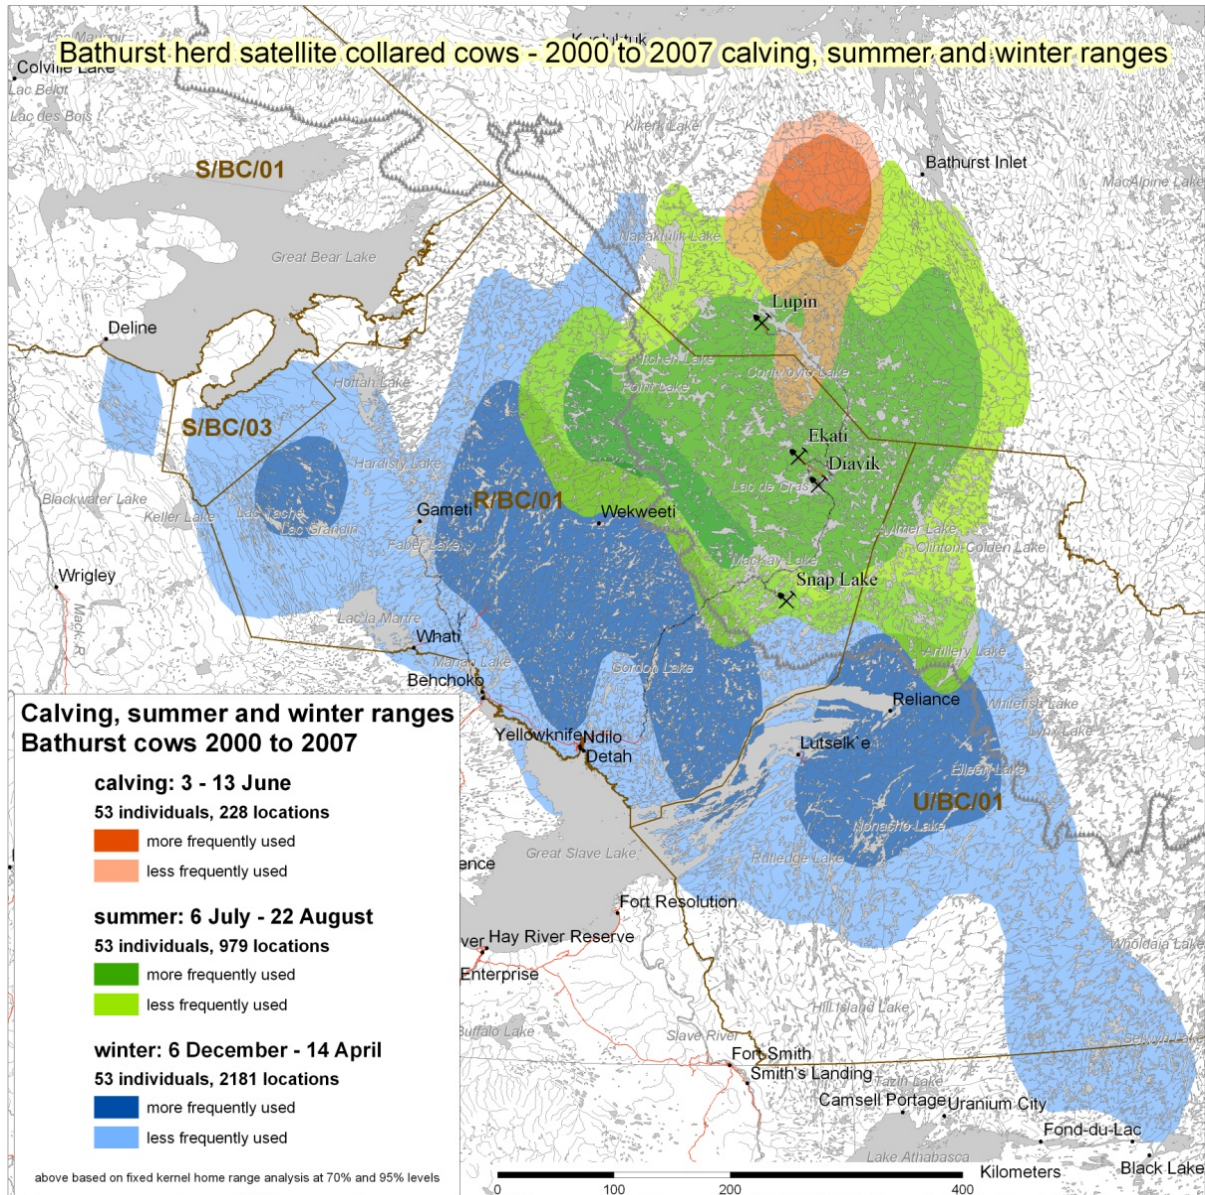 Kugluktuk
Bathurst herd satellite collared cows - 2000 to 2007 calving, summer and winter ranges
Colville Lake
Lac Belot
Lac des Bois
Kikerk Lake
S/BC/01
Bathurst Inlet
MacAlpine Lake
Napaktulik Lake
Great Bear Lake
Lupin
Deline
Itchen Lake
Contwoyto Lake
Point Lake
Hottah Lake
S/BC/03
Ekati
Diavik
Hardisty Lake
Lac de Gras
Blackwater Lake
R/BC/01
Keller Lake
Lac Tache
Lac Grandin
Gameti
Wekweeti
Faber Lake
Aylmer Lake
Clinton-Colden Lake
MacKay Lake
Wrigley
Snap Lake
Mack. R
Lac la Martre
Whati
Marian Lake
Gordon Lake
Artillery Lake
Behchoko
Reliance
Whitefish Lake
Lynx Lake
Yellowknife
Ndilo
Detah
Lutselk`e
Eileen Lake
U/BC/01
Nonacho Lake
Great Slave Lake
Rutledge Lake
ence
Fort Resolution
ver
Hay River Reserve
Enterprise
Wholdaia Lake
Hill Island Lake
Buffalo Lake
Slave River
Selwyn Lake
Fort Smith
Smith's Landing
Tazin Lake
Camsell Portage
Uranium City
Fond-du-Lac
Lake Athabasca
Black Lake
Calving, summer and winter ranges
Bathurst cows 2000 to 2007
calving: 3 - 13 June
53 individuals, 228 locations
more frequently used
less frequently used
summer: 6 July - 22 August
53 individuals, 979 locations
more frequently used
less frequently used
winter: 6 December - 14 April
53 individuals, 2181 locations
more frequently used
less frequently used
above based on fixed kernel home range analysis at 70% and 95% levels
Kilometers
0 100 200 400